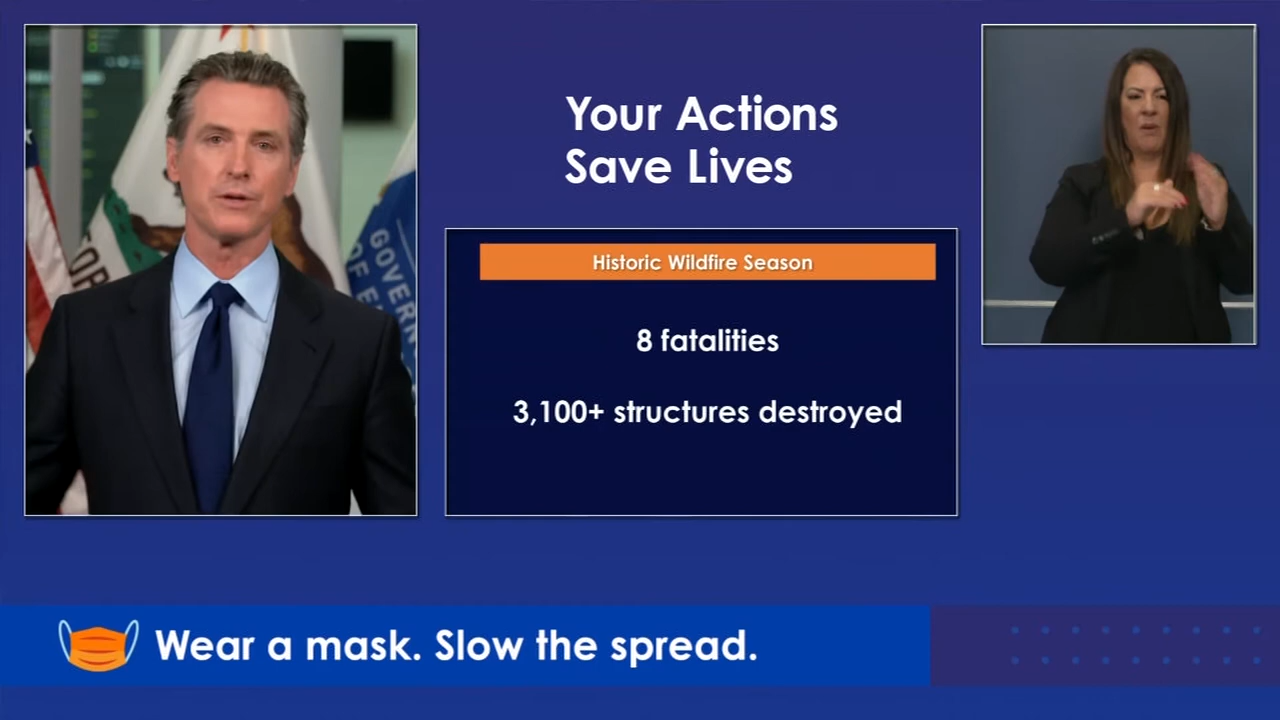 Your Actions
Save Lives
Historic Wildfire Season
8 fatalities
3,100+ structures destroyed
Wear a mask. Slow the spread.